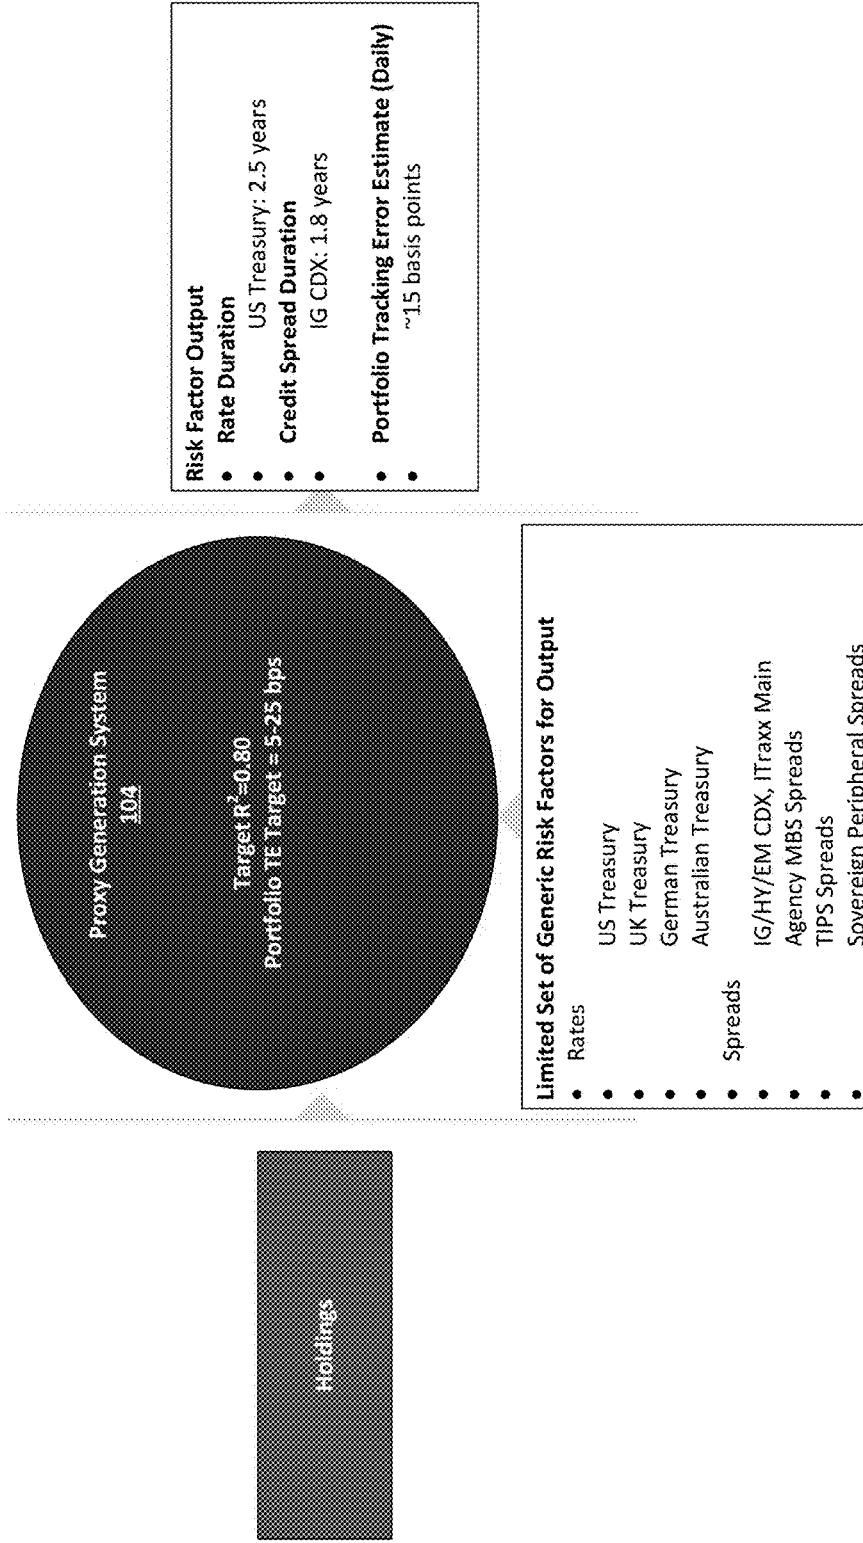 Holdings
Proxy Generation System
104
Target R²=0.80
Portfolio TE Target = 5-25 bps
Limited Set of Generic Risk Factors for Output
• Rates
• US Treasury
• UK Treasury
• German Treasury
• Australian Treasury
• Spreads
• IG/HY/EM CDX, ITraxx Main
• Agency MBS Spreads
• TIPS Spreads
• Sovereign Peripheral Spreads
Risk Factor Output
• Rate Duration
• US Treasury: 2.5 years
• Credit Spread Duration
• IG CDX: 1.8 years
• Portfolio Tracking Error Estimate (Daily)
• ~15 basis points